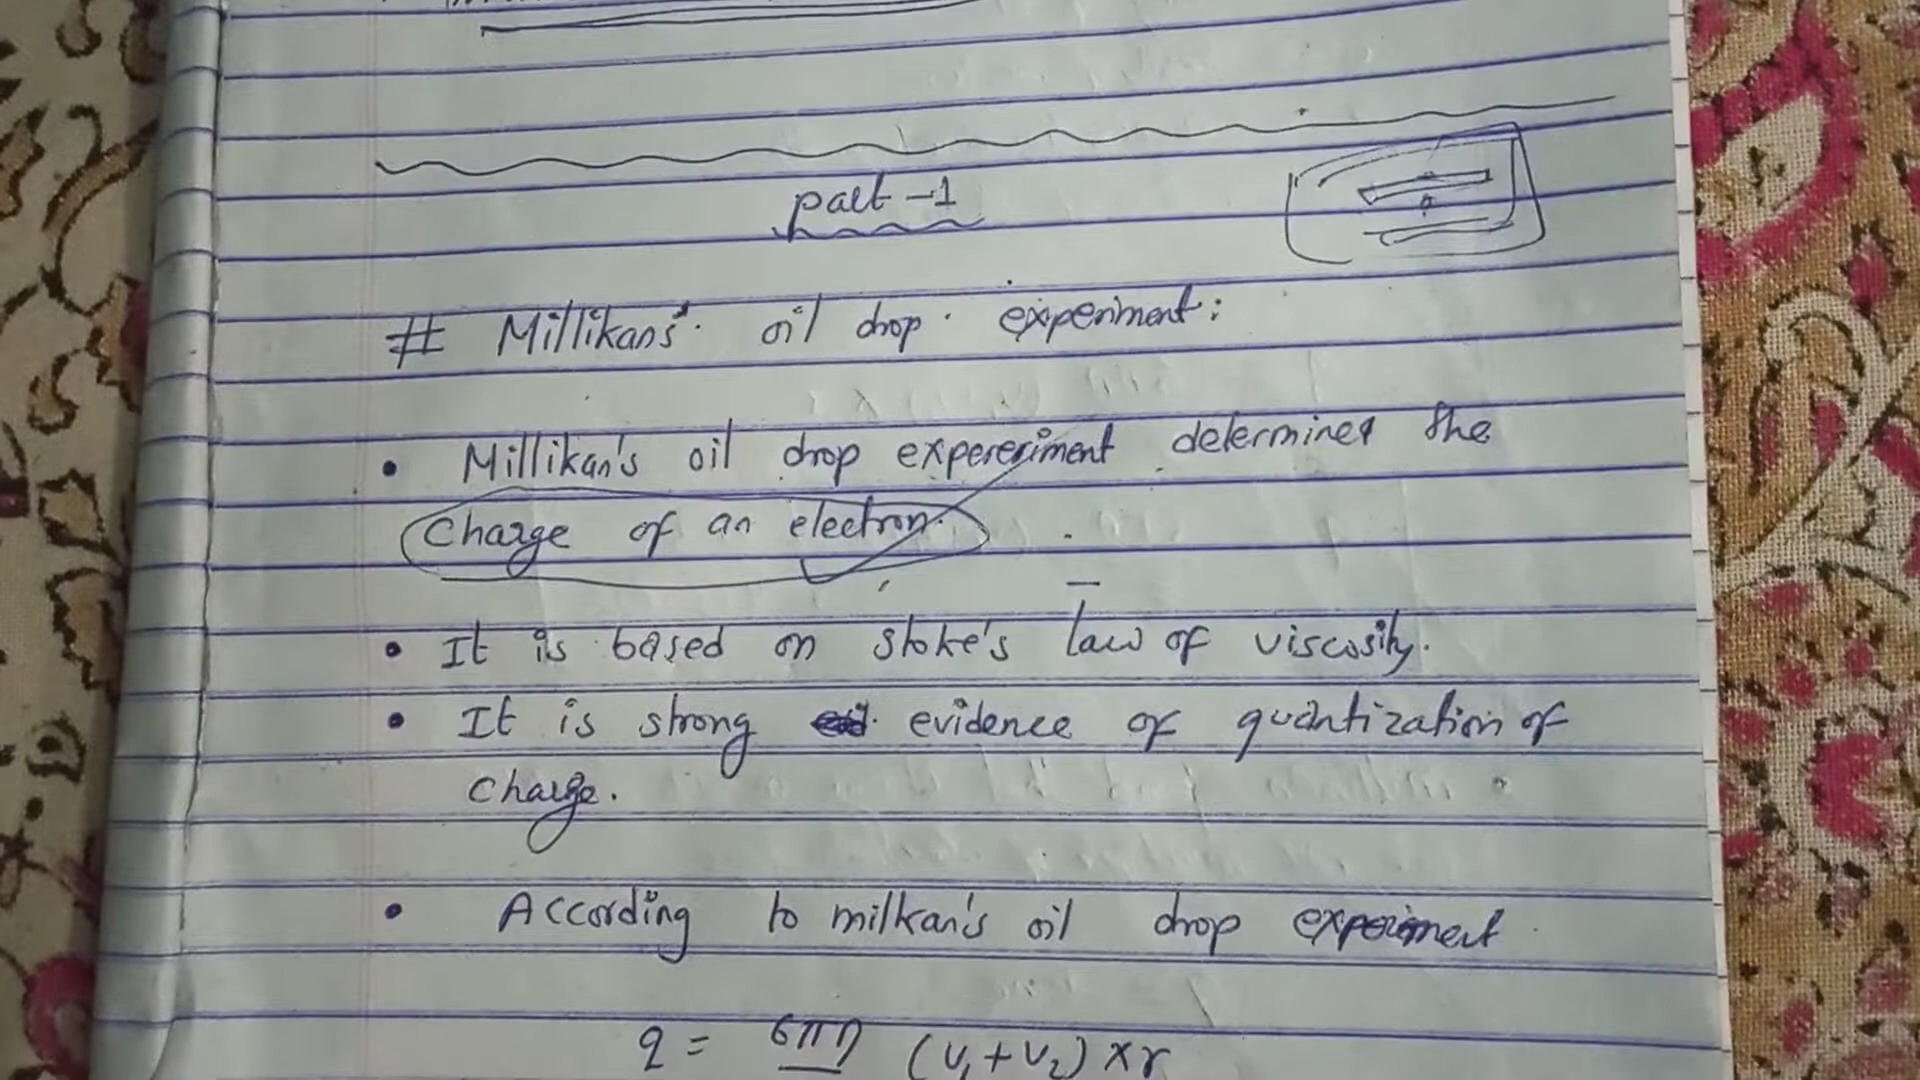 part -1
# Millikans' oil drop experiment:
• Millikan's oil drop expereriment determines the
charge of an electron.
• It is based on stoke's law of viscosity.
• It is strong evidence of quantization of
charge.
• According to milkan's oil drop experiment
q = 6πη (v₁+v₂) × r